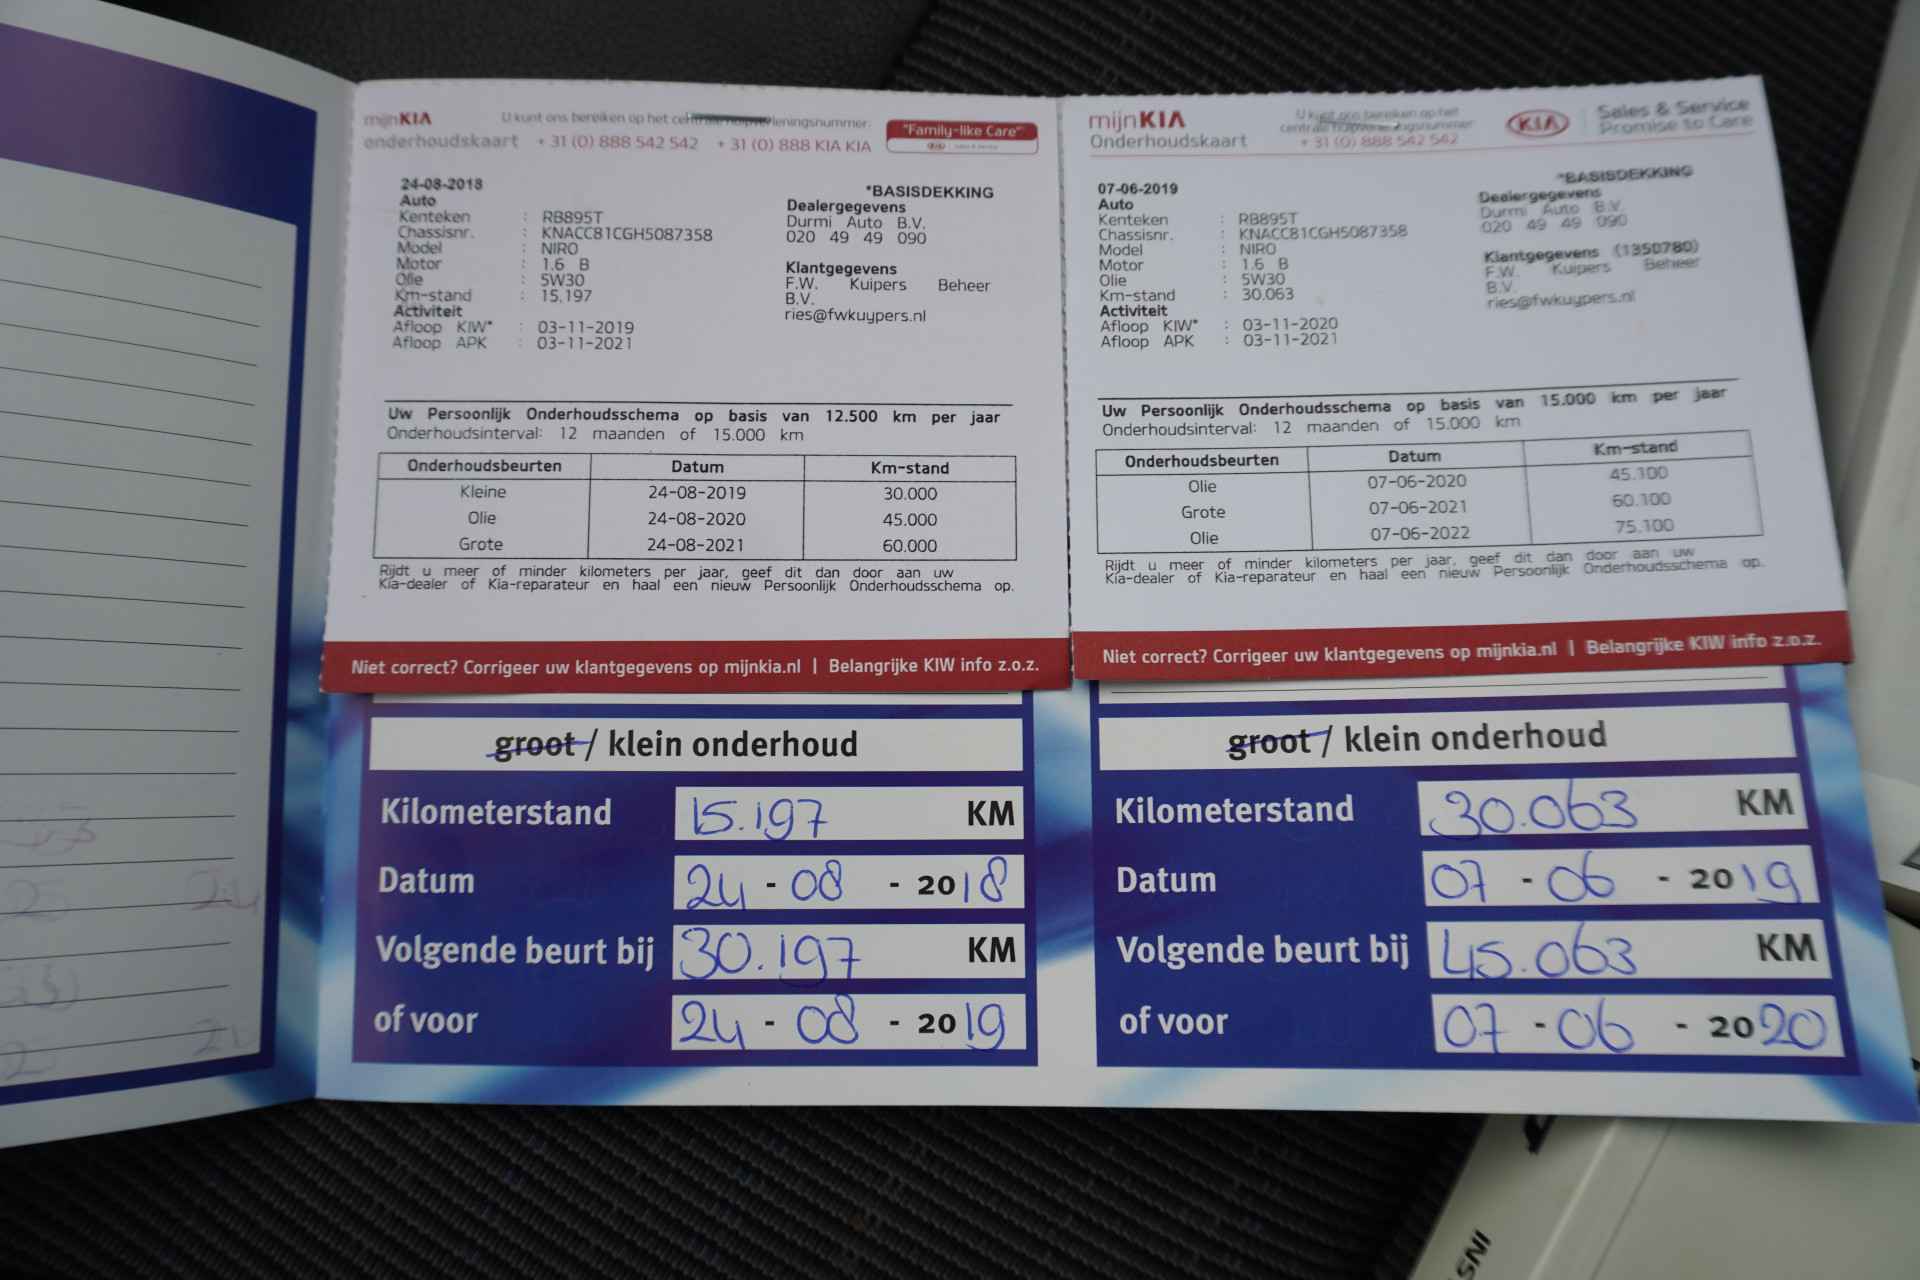 mijnKIA
onderhoudskaart
U kunt ons bereiken op het centrale hulpverleningsnummer:
+ 31 (0) 888 542 542 + 31 (0) 888 KIA KIA
"Family-like Care"
24-08-2018
Auto
Kenteken : RB895T
Chassisnr. : KNACC81CGH5087358
Model : NIRO
Motor : 1.6 B
Olie : 5W30
Km-stand : 15.197
Activiteit
Afloop KIW* : 03-11-2019
Afloop APK : 03-11-2021
*BASISDEKKING
Dealergegevens
Durmi Auto B.V.
020 49 49 090
Klantgegevens
F.W. Kuipers Beheer
B.V.
ries@fwkuypers.nl
Uw Persoonlijk Onderhoudsschema op basis van 12.500 km per jaar
Onderhoudsinterval: 12 maanden of 15.000 km
Onderhoudsbeurten Datum Km-stand
Kleine 24-08-2019 30.000
Olie 24-08-2020 45.000
Grote 24-08-2021 60.000
Rijdt u meer of minder kilometers per jaar, geef dit dan door aan uw
Kia-dealer of Kia-reparateur en haal een nieuw Persoonlijk Onderhoudsschema op.
Niet correct? Corrigeer uw klantgegevens op mijnkia.nl | Belangrijke KIW info z.o.z.
groot / klein onderhoud
Kilometerstand 15.197 KM
Datum 24 - 08 - 2018
Volgende beurt bij 30.197 KM
of voor 24 - 08 - 2019
mijnKIA
Onderhoudskaart
U kunt ons bereiken op het
centrale hulpverleningsnummer
+ 31 (0) 888 542 542
KIA
Sales & Service
Promise to Care
07-06-2019
Auto
Kenteken : RB895T
Chassisnr. : KNACC81CGH5087358
Model : NIRO
Motor : 1.6 B
Olie : 5W30
Km-stand : 30.063
Activiteit
Afloop KIW* : 03-11-2020
Afloop APK : 03-11-2021
*BASISDEKKING
Dealergegevens
Durmi Auto B.V.
020 49 49 090
Klantgegevens (1350780)
F.W. Kuipers Beheer
B.V.
ries@fwkuypers.nl
Uw Persoonlijk Onderhoudsschema op basis van 15.000 km per jaar
Onderhoudsinterval: 12 maanden of 15.000 km
Onderhoudsbeurten Datum Km-stand
Olie 07-06-2020 45.100
Grote 07-06-2021 60.100
Olie 07-06-2022 75.100
Rijdt u meer of minder kilometers per jaar, geef dit dan door aan uw
Kia-dealer of Kia-reparateur en haal een nieuw Persoonlijk Onderhoudsschema op.
Niet correct? Corrigeer uw klantgegevens op mijnkia.nl | Belangrijke KIW info z.o.z.
groot / klein onderhoud
Kilometerstand 30.063 KM
Datum 07 - 06 - 2019
Volgende beurt bij 45.063 KM
of voor 07 - 06 - 2020